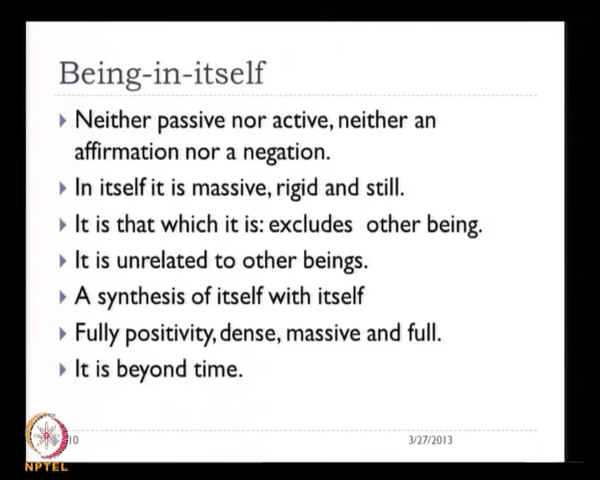 Being-in-itself
Neither passive nor active, neither an
affirmation nor a negation.
In itself it is massive, rigid and still.
It is that which it is: excludes other being.
It is unrelated to other beings.
A synthesis of itself with itself
Fully positivity, dense, massive and full.
It is beyond time.
10
3/27/2013
NPTEL